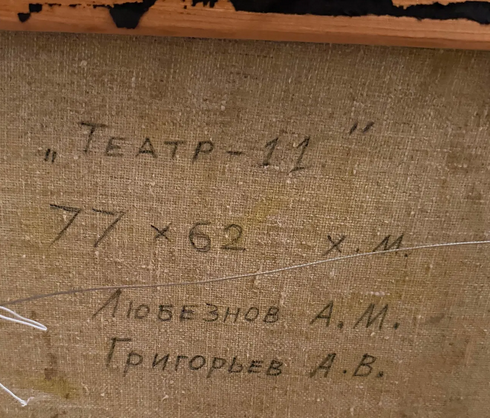 „Театр-11"
77 × 62 х.м.
Любезнов А.М.
Григорьев А.В.